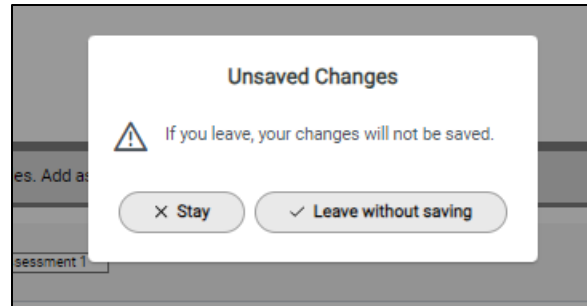 Unsaved Changes
If you leave, your changes will not be saved.
es. Add as
Stay
Leave without saving
sessment 1